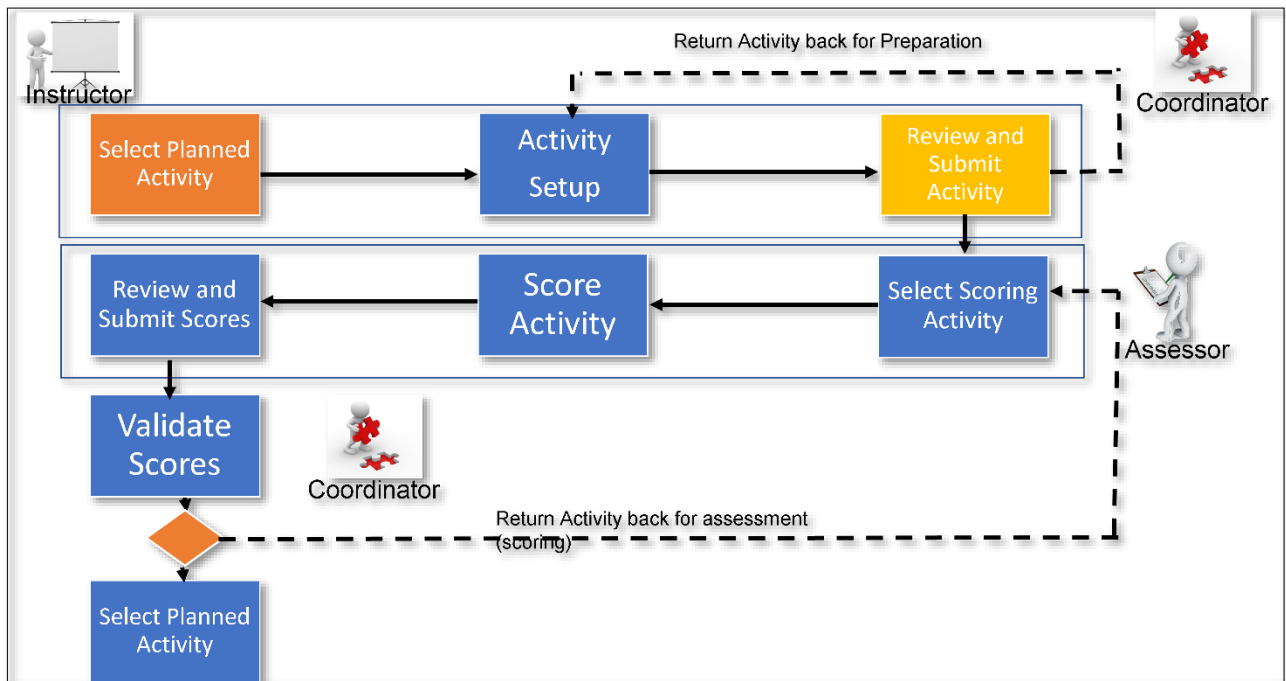 Return Activity back for Preparation
Instructor
Coordinator
Select Planned
Activity
Activity
Setup
Review and
Submit
Activity
Review and
Submit Scores
Score
Activity
Select Scoring
Activity
Assessor
Validate
Scores
Coordinator
Return Activity back for assessment
(scoring)
Select Planned
Activity